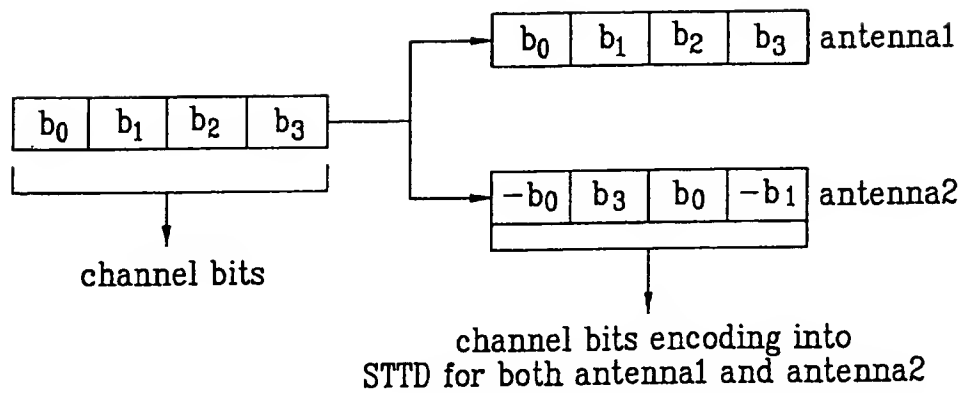 b₀ b₁ b₂ b₃ antenna1
b₀ b₁ b₂ b₃
-b₀ b₃ b₀ -b₁ antenna2
channel bits
channel bits encoding into
STTD for both antenna1 and antenna2